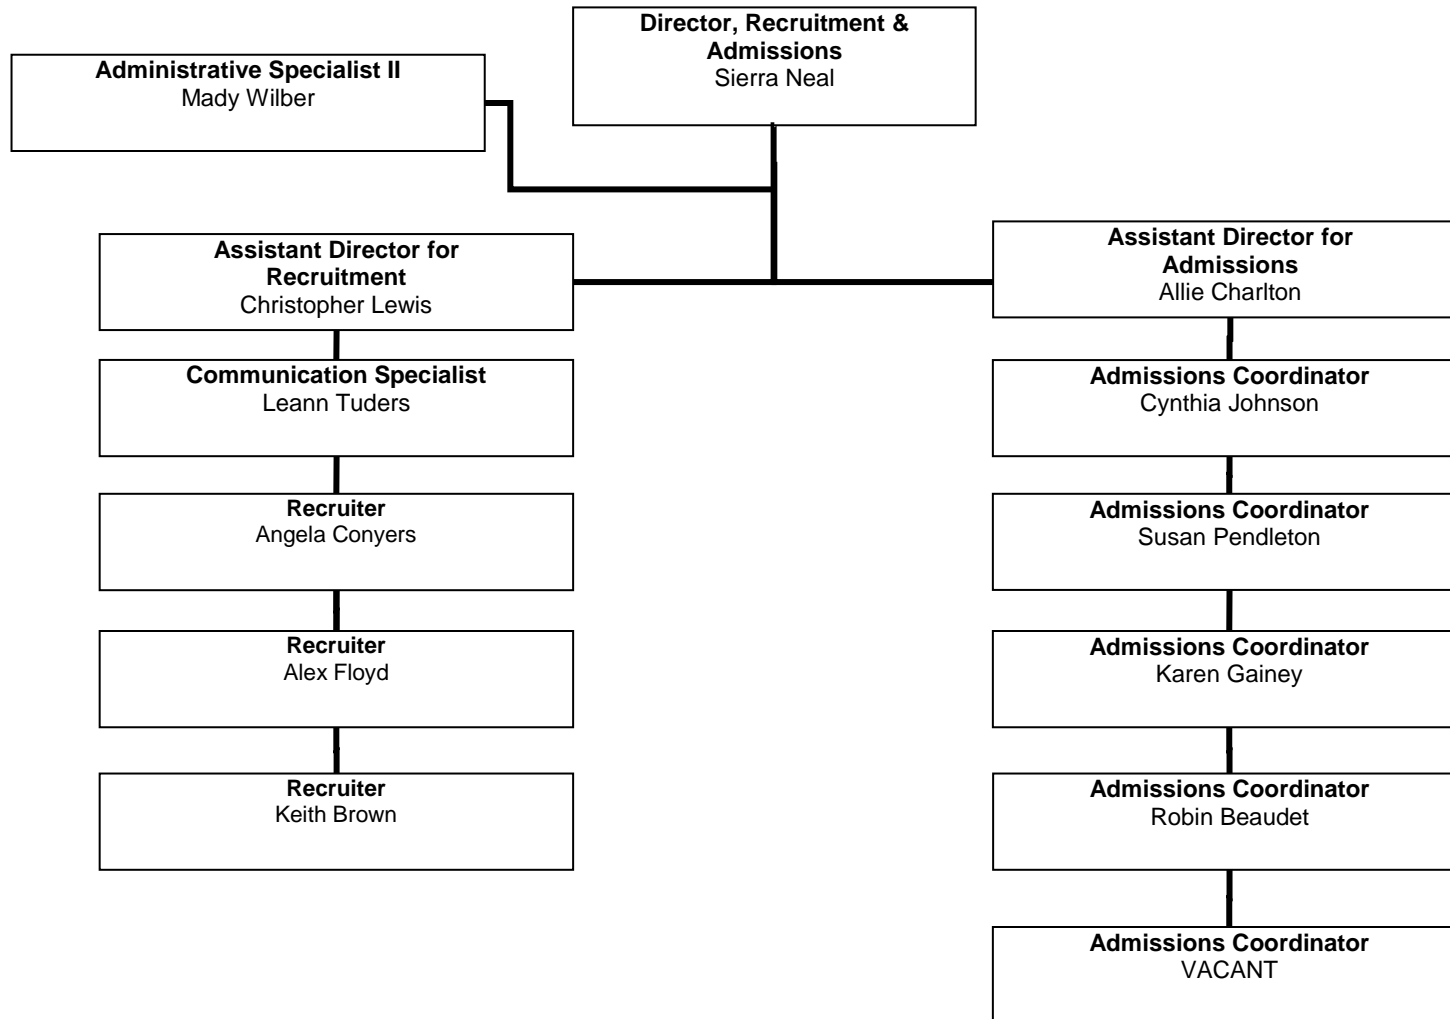 Director, Recruitment &
Admissions
Sierra Neal
Administrative Specialist II
Mady Wilber
Assistant Director for
Recruitment
Christopher Lewis
Assistant Director for
Admissions
Allie Charlton
Communication Specialist
Leann Tuders
Admissions Coordinator
Cynthia Johnson
Recruiter
Angela Conyers
Admissions Coordinator
Susan Pendleton
Recruiter
Alex Floyd
Admissions Coordinator
Karen Gainey
Recruiter
Keith Brown
Admissions Coordinator
Robin Beaudet
Admissions Coordinator
VACANT